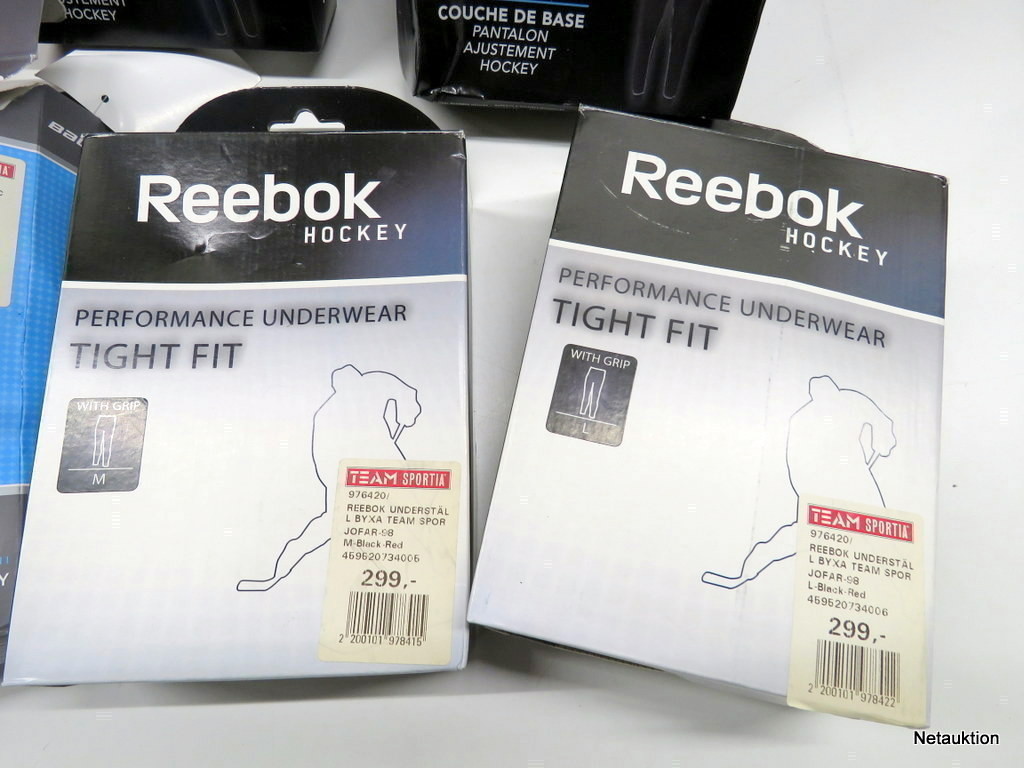 HOCKEY
COUCHE DE BASE
PANTALON
AJUSTEMENT
HOCKEY
Reebok
HOCKEY
PERFORMANCE UNDERWEAR
TIGHT FIT
WITH GRIP
M
TEAM SPORTIA
976420/
REEBOK UNDERSTÄL
L BYXA TEAM SPOR
JOFAR-98
M-Black-Red
459520734006
299,-
2 200101 978415
Reebok
HOCKEY
PERFORMANCE UNDERWEAR
TIGHT FIT
WITH GRIP
L
TEAM SPORTIA
976420/
REEBOK UNDERSTÄL
L BYXA TEAM SPOR
JOFAR-98
L-Black-Red
459520734006
299,-
2 200101 978422
Netauktion